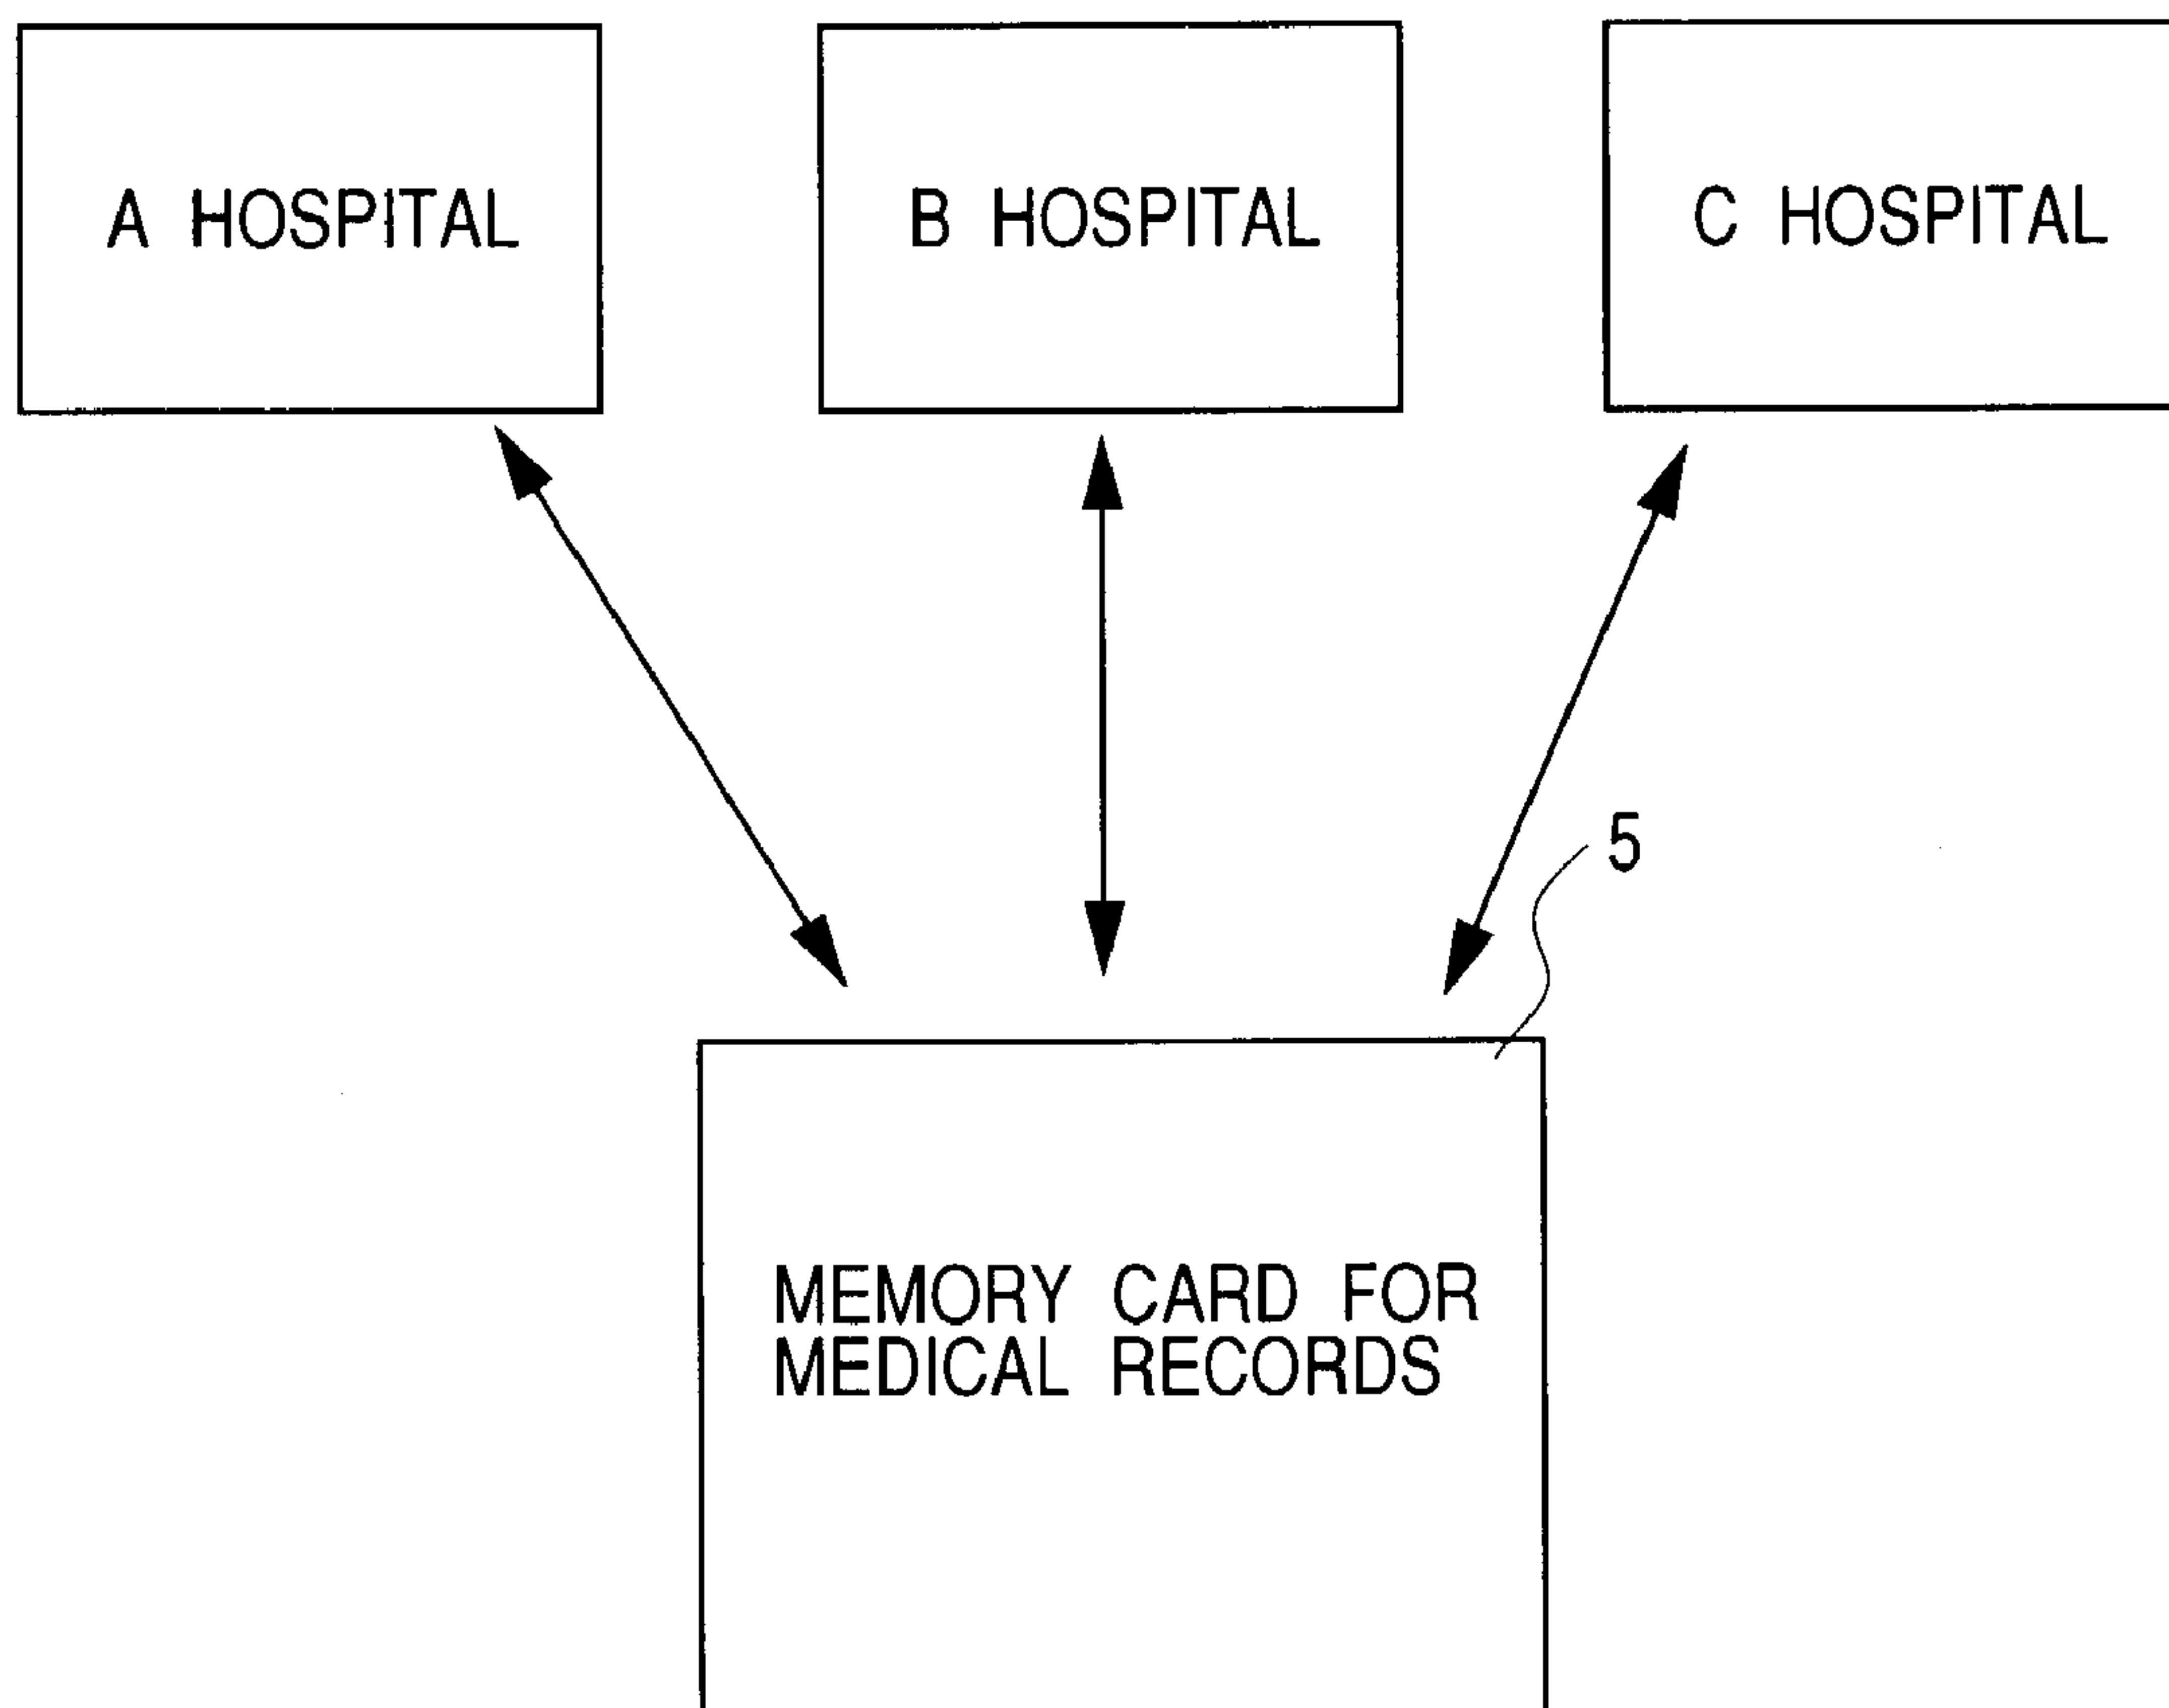 A HOSPITAL
B HOSPITAL
C HOSPITAL
5
MEMORY CARD FOR
MEDICAL RECORDS